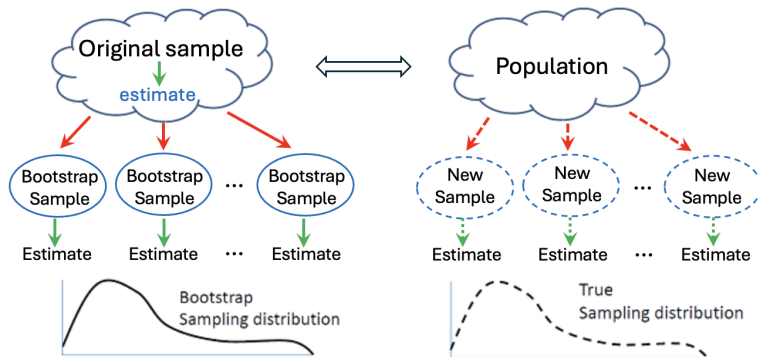 Original sample
estimate
Population
Bootstrap
Sample
Bootstrap
Sample
...
Bootstrap
Sample
New
Sample
New
Sample
...
New
Sample
Estimate
Estimate
...
Estimate
Estimate
Estimate
...
Estimate
Bootstrap
Sampling distribution
True
Sampling distribution